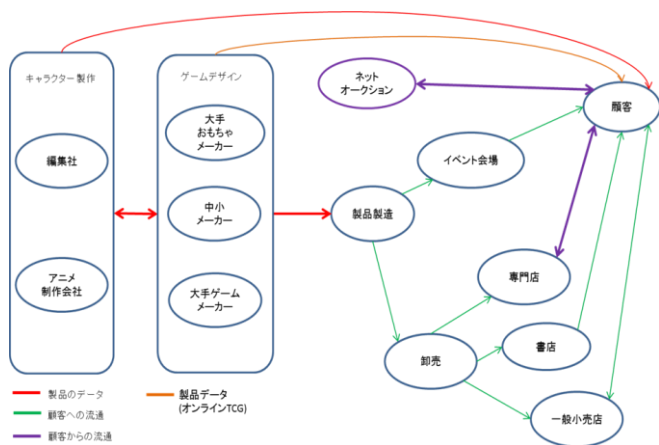 キャラクター製作
編集社
アニメ
制作会社
ゲームデザイン
大手
おもちゃ
メーカー
中小
メーカー
大手ゲーム
メーカー
ネット
オークション
顧客
イベント会場
製品製造
専門店
書店
卸売
一般小売店
製品のデータ
顧客への流通
顧客からの流通
製品データ
(オンラインTCG)